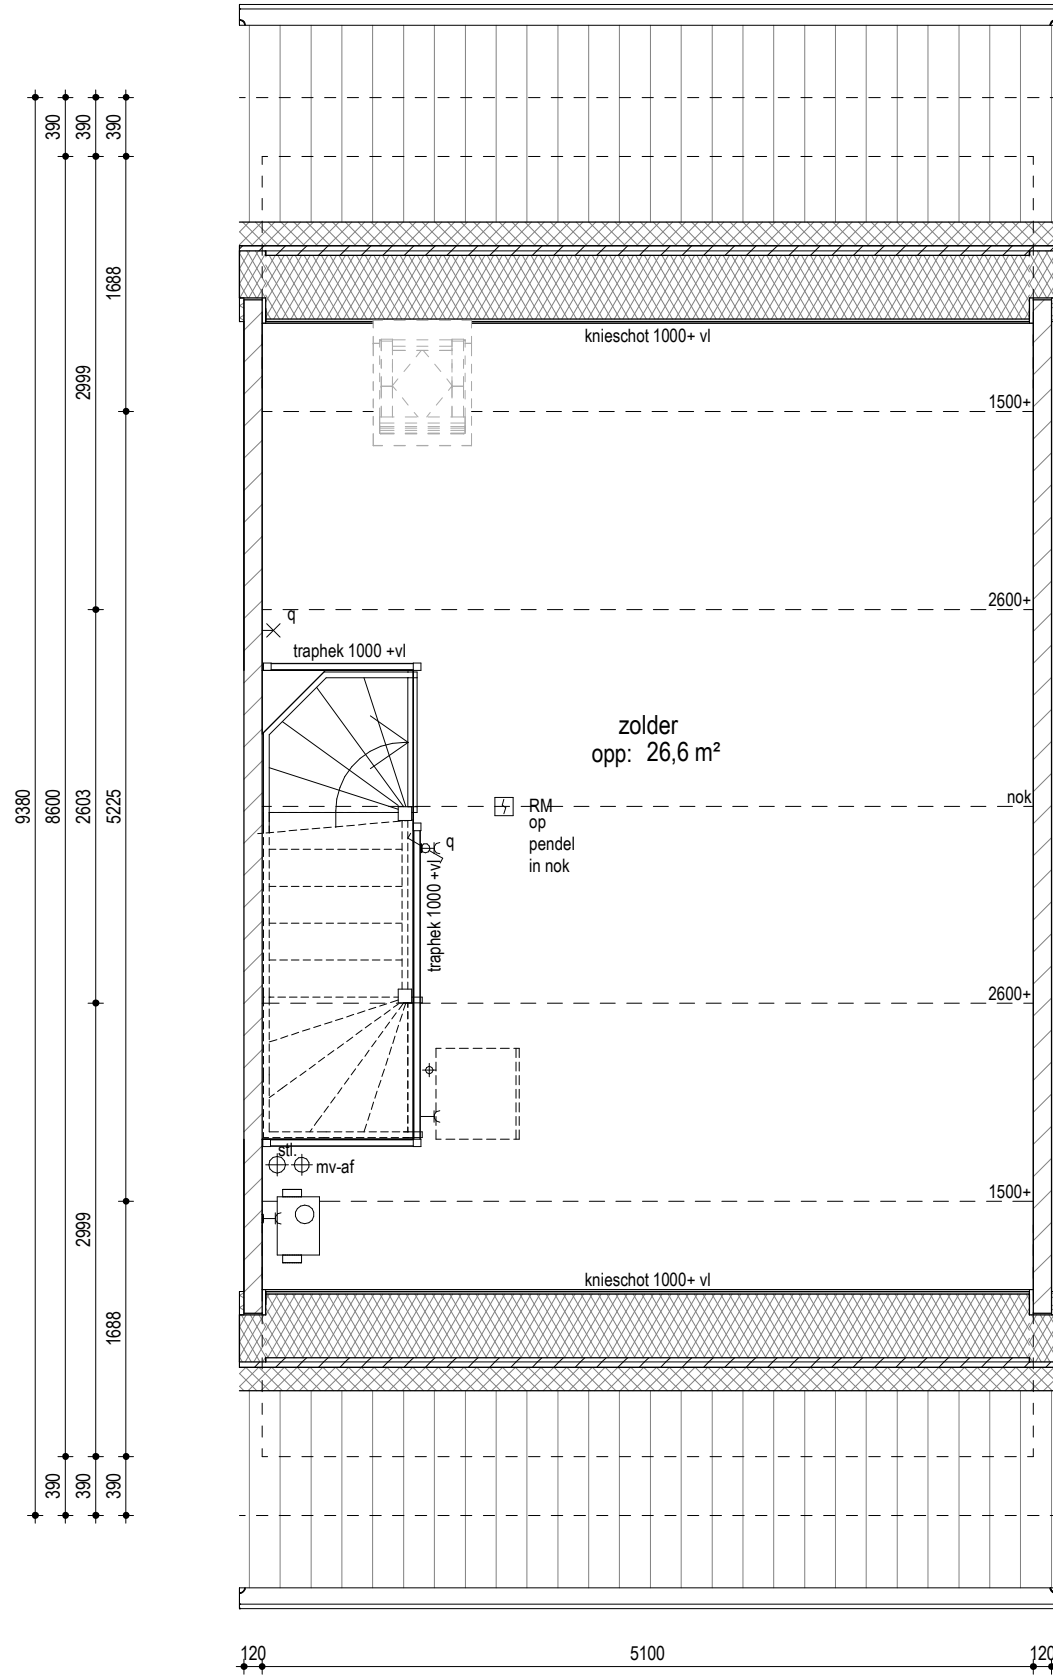 390
390
390
1688
2999
knieschot 1000+ vl
1500+
2600+
q
traphek 1000 +vl
zolder
opp: 26,6 m²
9380
8600
2603
5225
nok
RM
op
pendel
in nok
q
traphek 1000 +vl
2600+
stl.
mv-af
1500+
2999
knieschot 1000+ vl
1688
390
390
390
120
5100
120